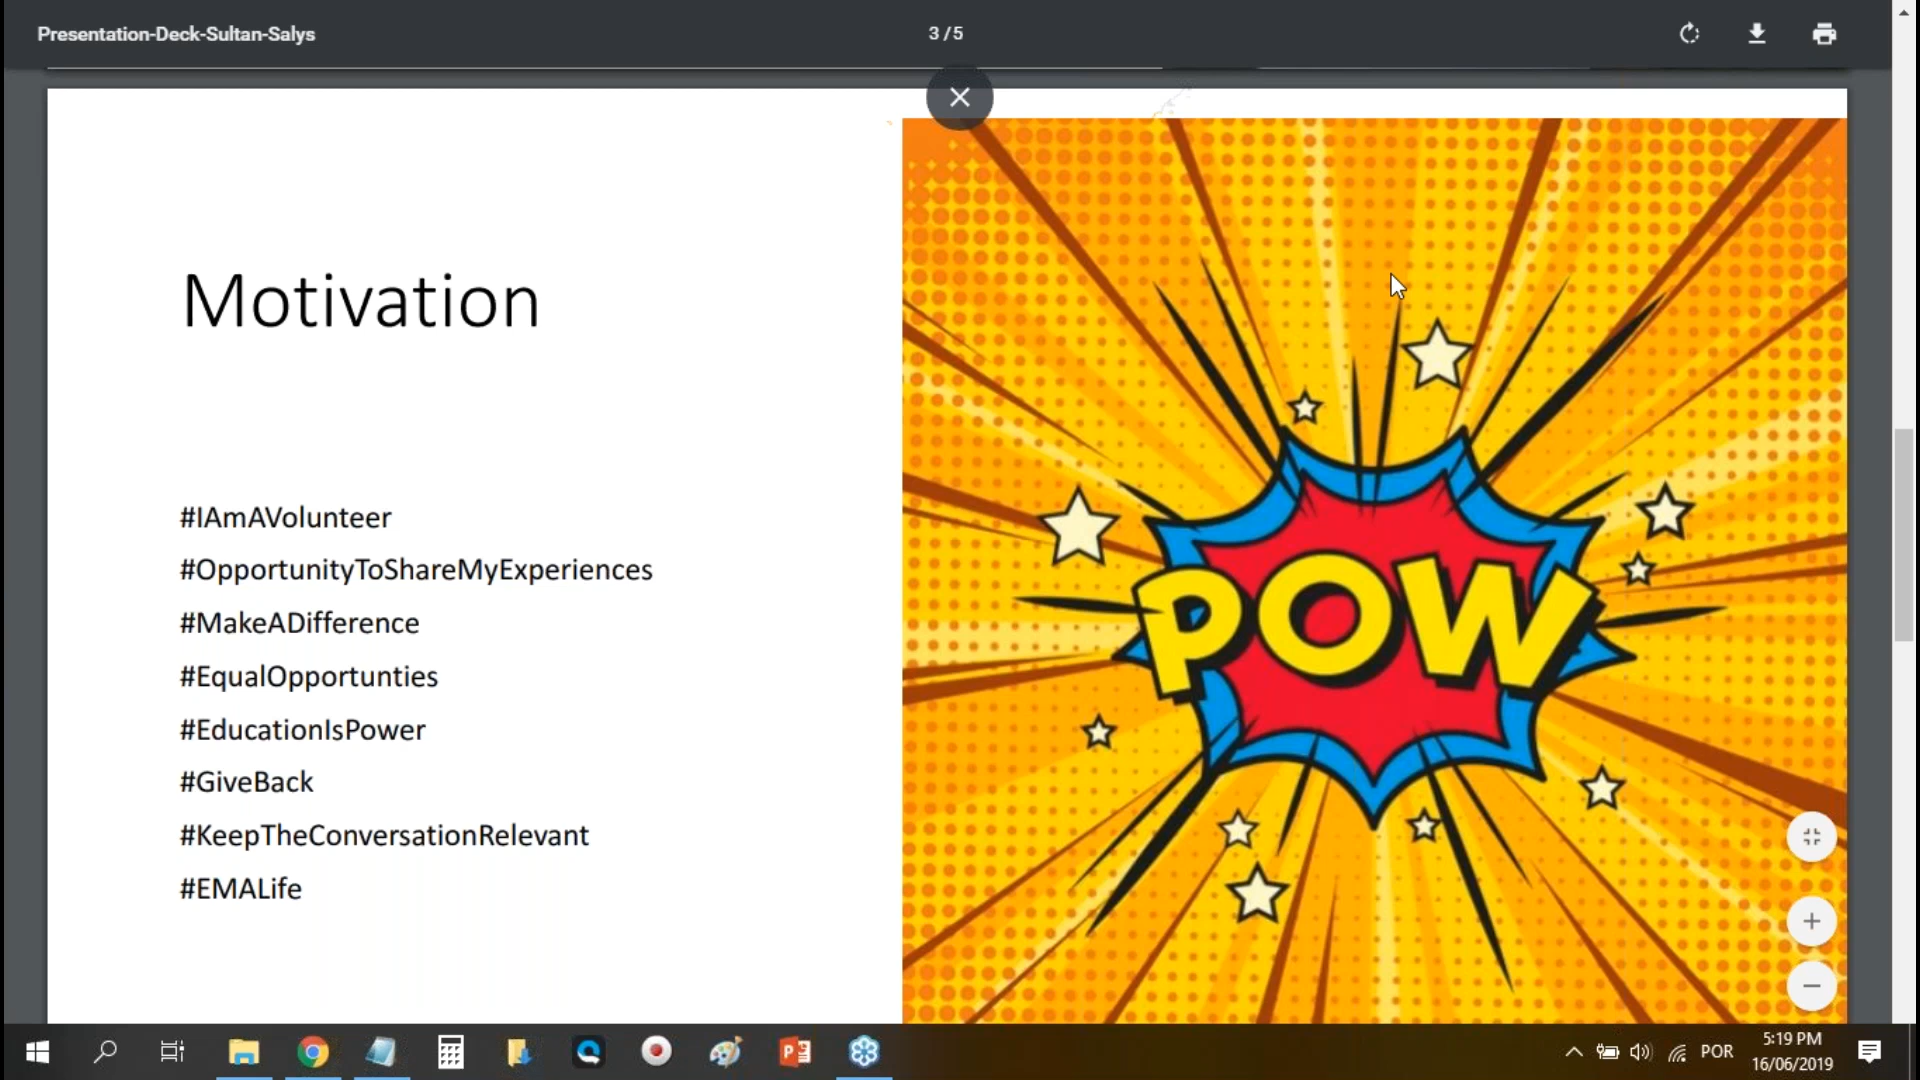 Presentation-Deck-Sultan-Salys
3 / 5
Motivation
#IAmAVolunteer
#OpportunityToShareMyExperiences
#MakeADifference
#EqualOpportunties
#EducationIsPower
#GiveBack
#KeepTheConversationRelevant
#EMALife
POW
POR
5:19 PM
16/06/2019